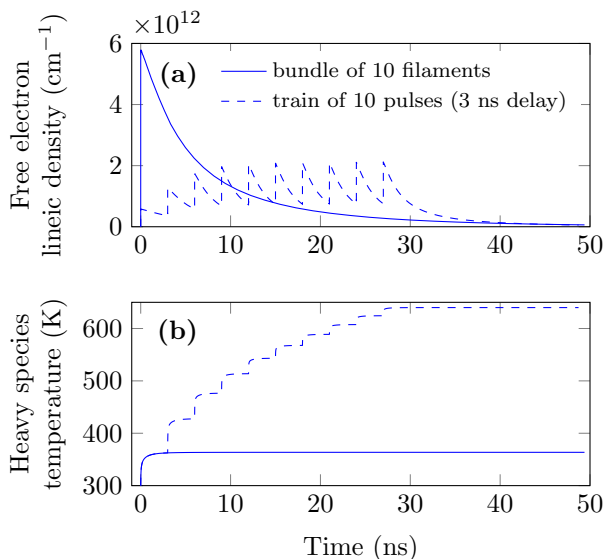 ×10¹²
Free electron
lineic density (cm⁻¹)
6
4
2
0
(a)
bundle of 10 filaments
train of 10 pulses (3 ns delay)
0 10 20 30 40 50
Heavy species
temperature (K)
600
500
400
300
(b)
0 10 20 30 40 50
Time (ns)